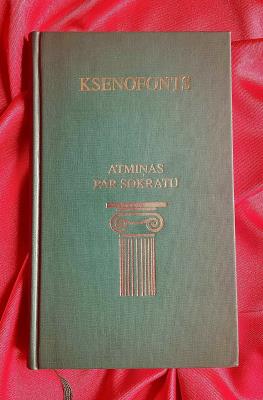 KSENOFONTS
ATMIŅAS
PAR SOKRATU